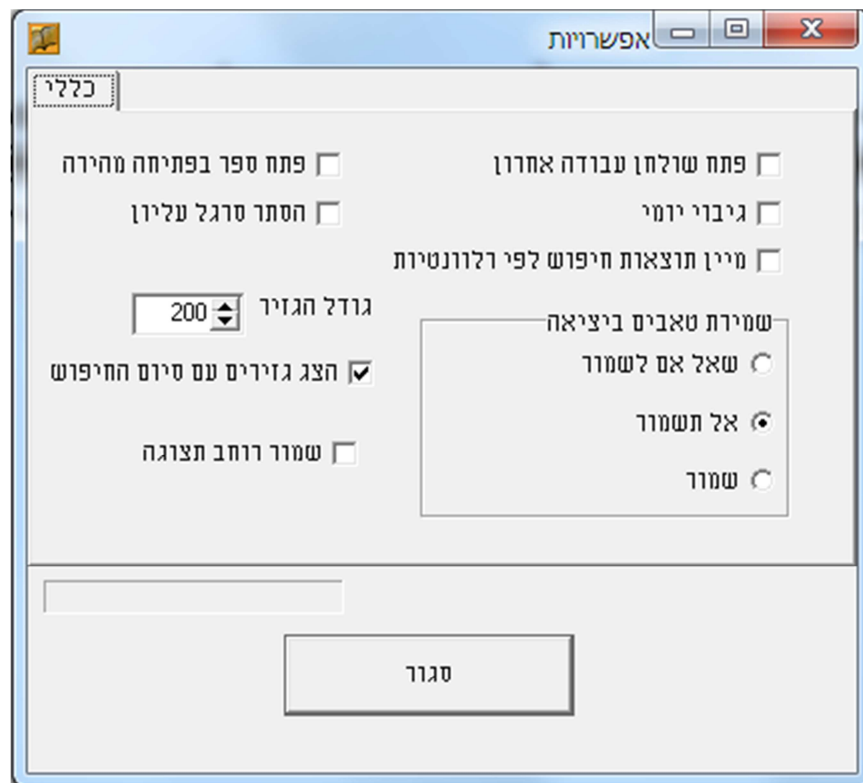 אפשרויות
כללי
פתח שולחן עבודה אחרון
פתח ספר בפתיחה מהירה
גיבוי יומי
הסתר סרגל עליון
מיין תוצאות חיפוש לפי רלוונטיות
גודל הגזיר 200
שמירת טאבים ביציאה
שאל אם לשמור
הצג גזירים עם סיום החיפוש
אל תשמור
שמור רוחב תצוגה
שמור
סגור